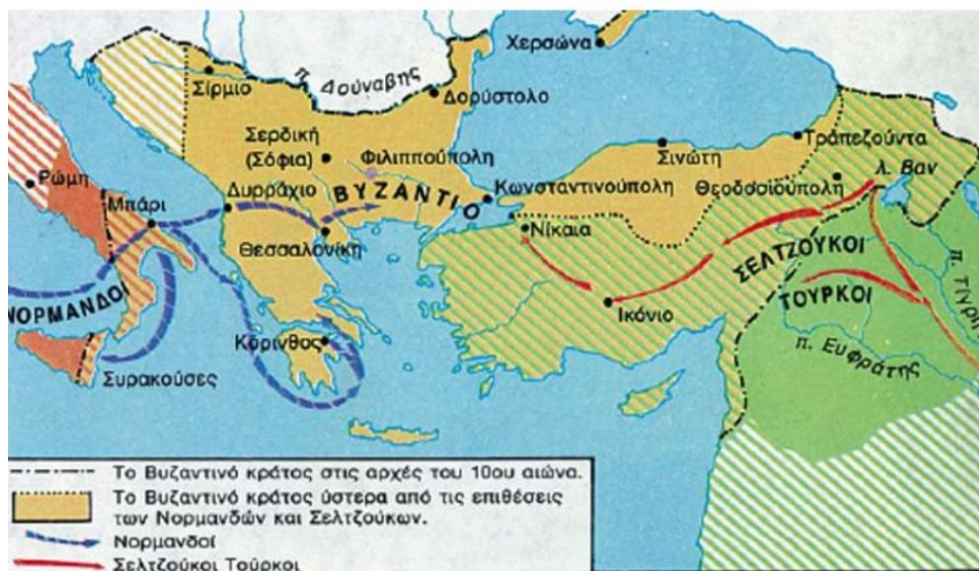 Χερσώνα
π. Δούναβης
Σίρμιο
Δορύστολο
Σερδική
(Σόφια)
Φιλιππούπολη
Σινώπη
Τραπεζούντα
λ. Βαν
Ρώμη
Μπάρι
Δυρράχιο
ΒΥΖΑΝΤΙΟ
Κωνσταντινούπολη
Θεοδοσιούπολη
Θεσσαλονίκη
Νίκαια
ΣΕΛΤΖΟΥΚΟΙ
ΤΟΥΡΚΟΙ
π. ΤΙΓΡΗ
ΝΟΡΜΑΝΔΟΙ
Ικόνιο
Κόρινθος
π. Ευφράτης
Συρακούσες
Το Βυζαντινό κράτος στις αρχές του 10ου αιώνα.
Το Βυζαντινό κράτος ύστερα από τις επιθέσεις
των Νορμανδών και Σελτζούκων.
Νορμανδοί
Σελτζούκοι Τούρκοι